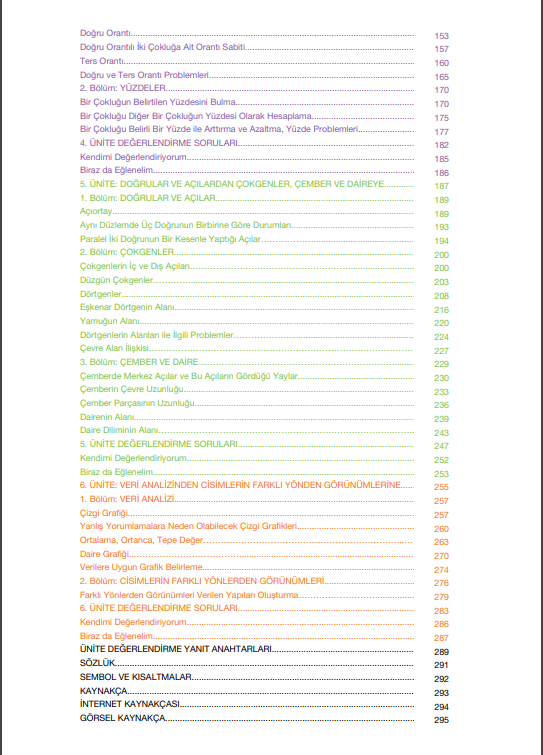 Doğru Orantı 153
Doğru Orantılı İki Çokluğa Ait Orantı Sabiti 157
Ters Orantı 160
Doğru ve Ters Orantı Problemleri 165
2. Bölüm: YÜZDELER 170
Bir Çokluğun Belirtilen Yüzdesini Bulma 170
Bir Çokluğu Diğer Bir Çokluğun Yüzdesi Olarak Hesaplama 175
Bir Çokluğu Belirli Bir Yüzde ile Arttırma ve Azaltma, Yüzde Problemleri 177
4. ÜNİTE DEĞERLENDİRME SORULARI 182
Kendimi Değerlendiriyorum 185
Biraz da Eğlenelim 186
5. ÜNİTE: DOĞRULAR VE AÇILARDAN ÇOKGENLER, ÇEMBER VE DAİREYE 187
1. Bölüm: DOĞRULAR VE AÇILAR 189
Açıortay 189
Aynı Düzlemde Üç Doğrunun Birbirine Göre Durumları 193
Paralel İki Doğrunun Bir Kesenle Yaptığı Açılar 194
2. Bölüm: ÇOKGENLER 200
Çokgenlerin İç ve Dış Açıları 200
Düzgün Çokgenler 203
Dörtgenler 208
Eşkenar Dörtgenin Alanı 216
Yamuğun Alanı 220
Dörtgenlerin Alanları ile İlgili Problemler 224
Çevre Alan İlişkisi 227
3. Bölüm: ÇEMBER VE DAİRE 229
Çemberde Merkez Açılar ve Bu Açıların Gördüğü Yaylar 230
Çemberin Çevre Uzunluğu 233
Çember Parçasının Uzunluğu 236
Dairenin Alanı 239
Daire Diliminin Alanı 243
5. ÜNİTE DEĞERLENDİRME SORULARI 247
Kendimi Değerlendiriyorum 252
Biraz da Eğlenelim 253
6. ÜNİTE: VERİ ANALİZİNDEN CİSİMLERİN FARKLI YÖNDEN GÖRÜNÜMLERİNE 255
1. Bölüm: VERİ ANALİZİ 257
Çizgi Grafiği 257
Yanlış Yorumlamalara Neden Olabilecek Çizgi Grafikleri 260
Ortalama, Ortanca, Tepe Değer 263
Daire Grafiği 270
Verilere Uygun Grafik Belirleme 274
2. Bölüm: CİSİMLERİN FARKLI YÖNLERDEN GÖRÜNÜMLERİ 276
Farklı Yönlerden Görünümleri Verilen Yapıları Oluşturma 279
6. ÜNİTE DEĞERLENDİRME SORULARI 283
Kendimi Değerlendiriyorum 286
Biraz da Eğlenelim 287
ÜNİTE DEĞERLENDİRME YANIT ANAHTARLARI 289
SÖZLÜK 291
SEMBOL VE KISALTMALAR 292
KAYNAKÇA 293
İNTERNET KAYNAKÇASI 294
GÖRSEL KAYNAKÇA 295